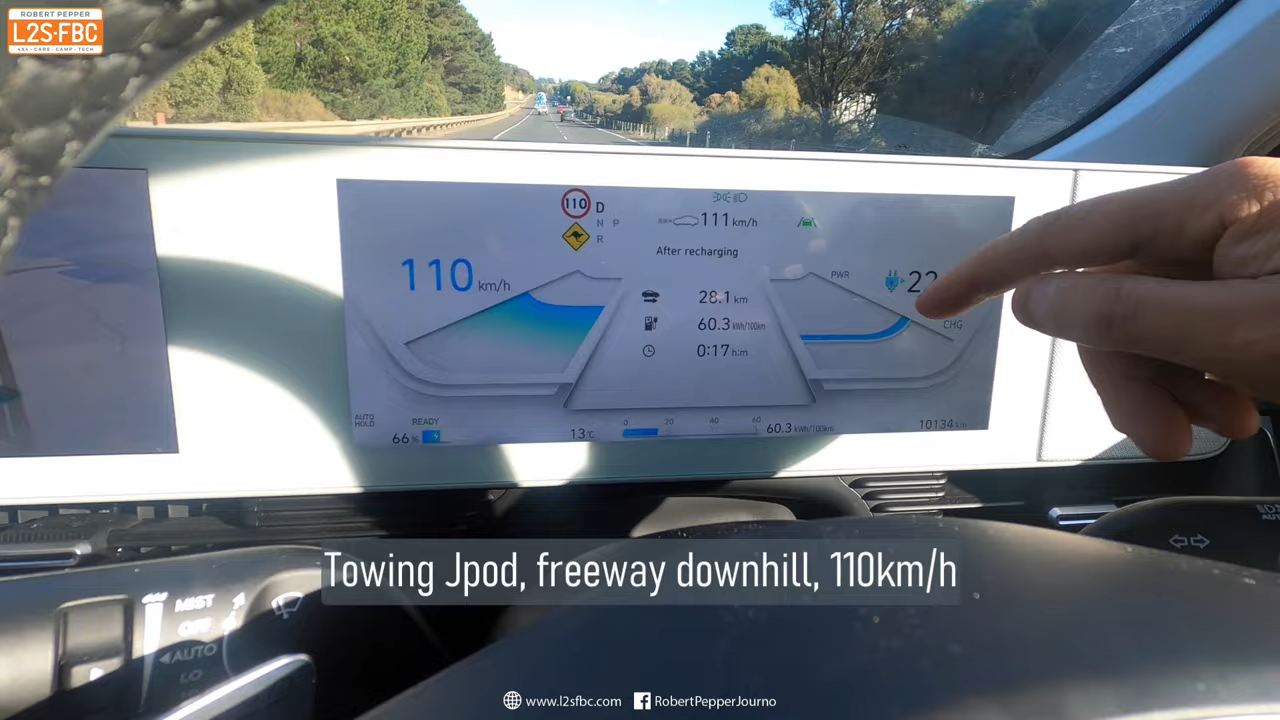 ROBERT PEPPER
L2S•FBC
4X4 • CARS • CAMP • TECH
110
D
N P
R
111 km/h
After recharging
110 km/h
28.1 km
60.3 kWh/100km
0:17 h:m
PWR
CHG
AUTO HOLD
READY
66 %
13°C
0 20 40 60
60.3 kWh/100km
10134
Towing Jpod, freeway downhill, 110km/h
MIST
OFF
AUTO
LO
www.l2sfbc.com
RobertPepperJourno